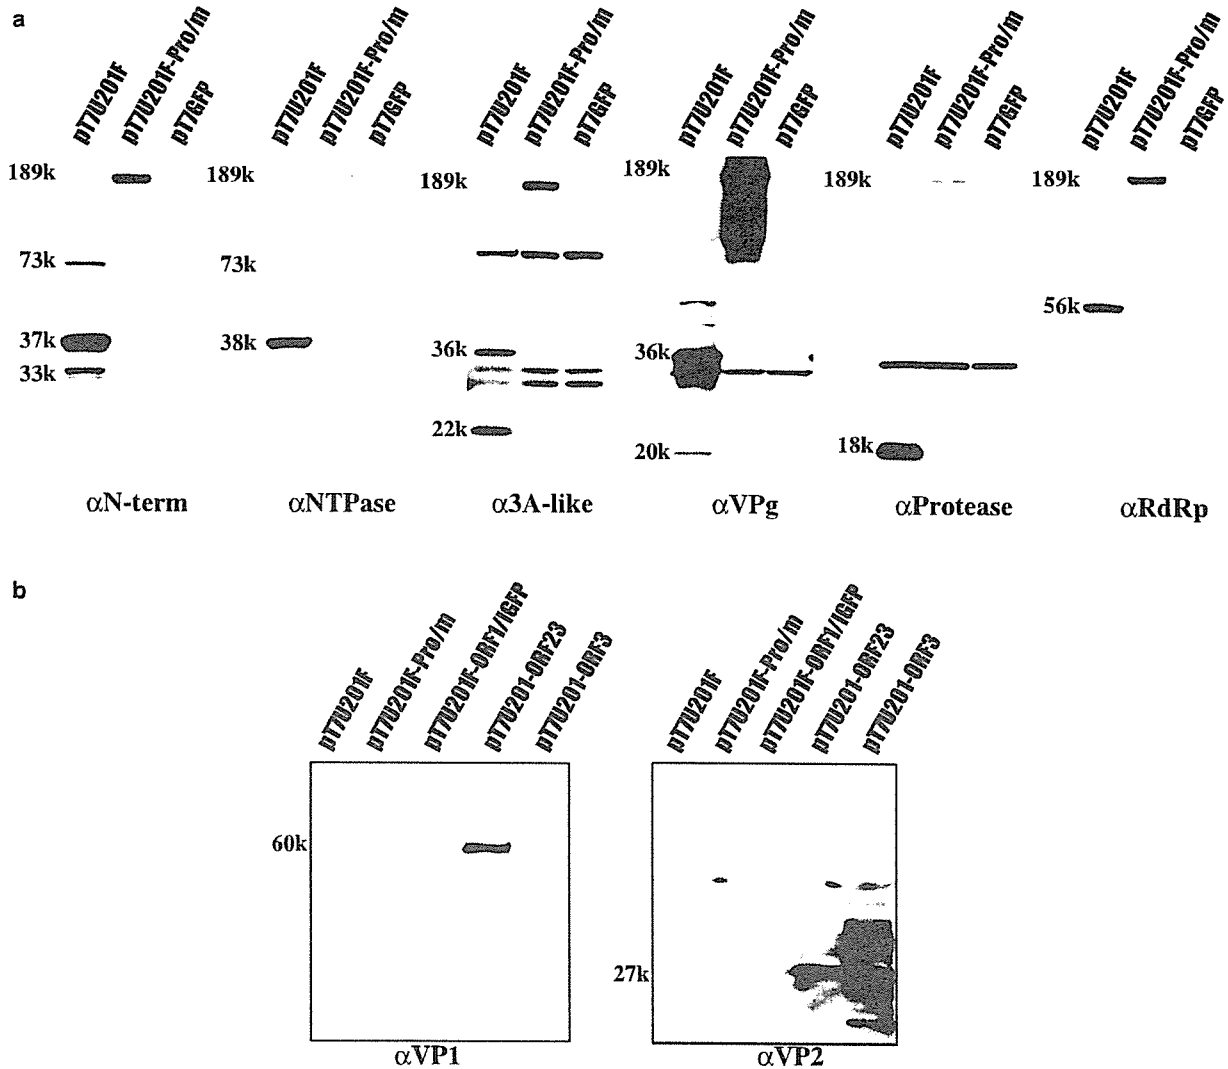 a
pT7U201F
pT7U201F-Pro/m
pT7GFP
189k
73k
37k
33k
αN-term
pT7U201F
pT7U201F-Pro/m
pT7GFP
189k
73k
38k
αNTPase
pT7U201F
pT7U201F-Pro/m
pT7GFP
189k
36k
22k
α3A-like
pT7U201F
pT7U201F-Pro/m
pT7GFP
189k
36k
20k
αVPg
pT7U201F
pT7U201F-Pro/m
pT7GFP
189k
18k
αProtease
pT7U201F
pT7U201F-Pro/m
pT7GFP
189k
56k
αRdRp
b
pT7U201F
pT7U201F-Pro/m
pT7U201F-ORF1/IGFP
pT7U201-ORF23
pT7U201-ORF3
60k
αVP1
pT7U201F
pT7U201F-Pro/m
pT7U201F-ORF1/IGFP
pT7U201-ORF23
pT7U201-ORF3
27k
αVP2